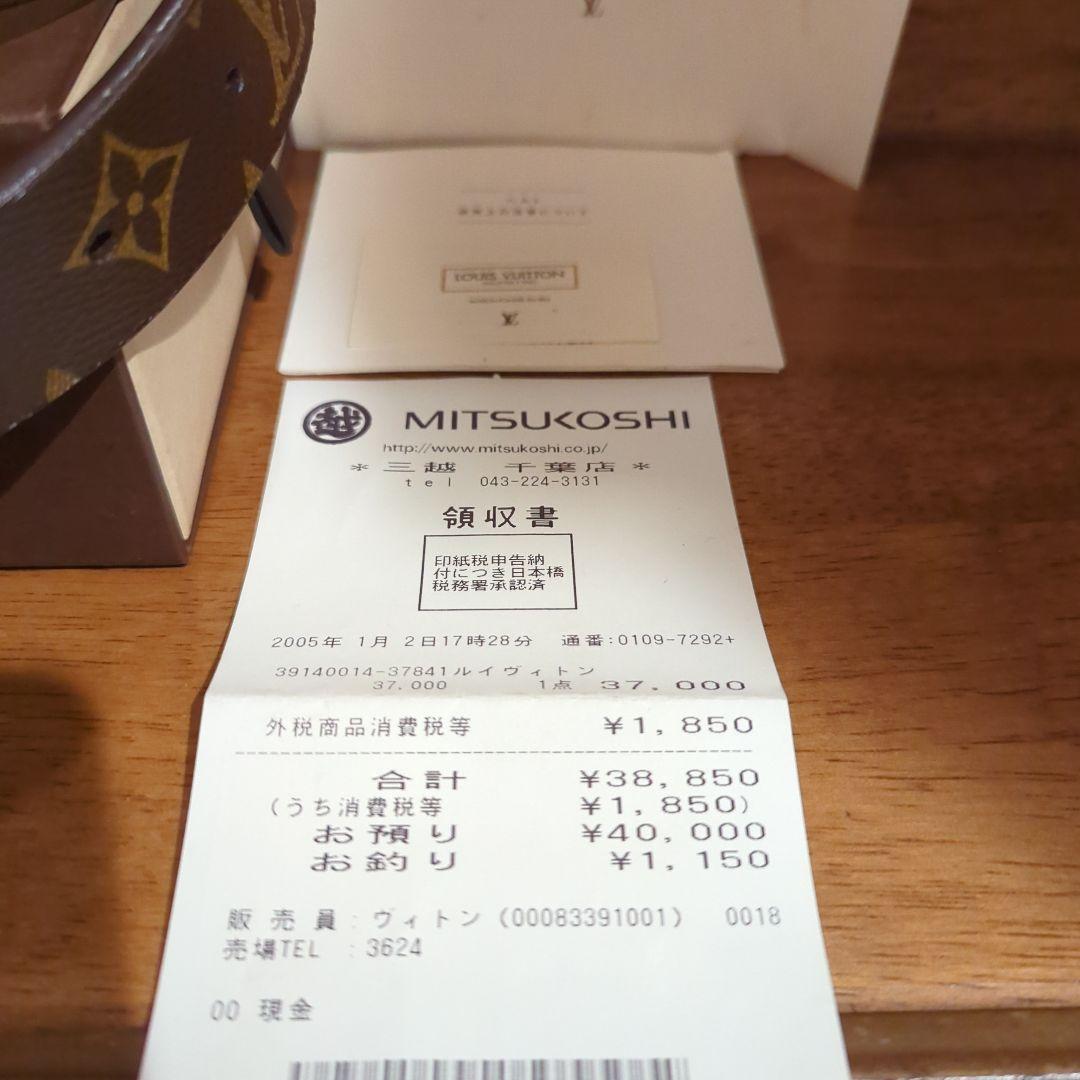 LOUIS VUITTON
越 MITSUKOSHI
http://www.mitsukoshi.co.jp/
* 三越 千葉店 *
tel 043-224-3131
領収書
印紙税申告納
付につき日本橋
税務署承認済
2005年 1月 2日17時28分 通番:0109-7292+
39140014-37841ルイヴィトン
37,000 1点 37,000
外税商品消費税等 ¥1,850
合計 ¥38,850
(うち消費税等 ¥1,850)
お預り ¥40,000
お釣り ¥1,150
販売員:ヴィトン(00083391001) 0018
売場TEL :3624
00 現金